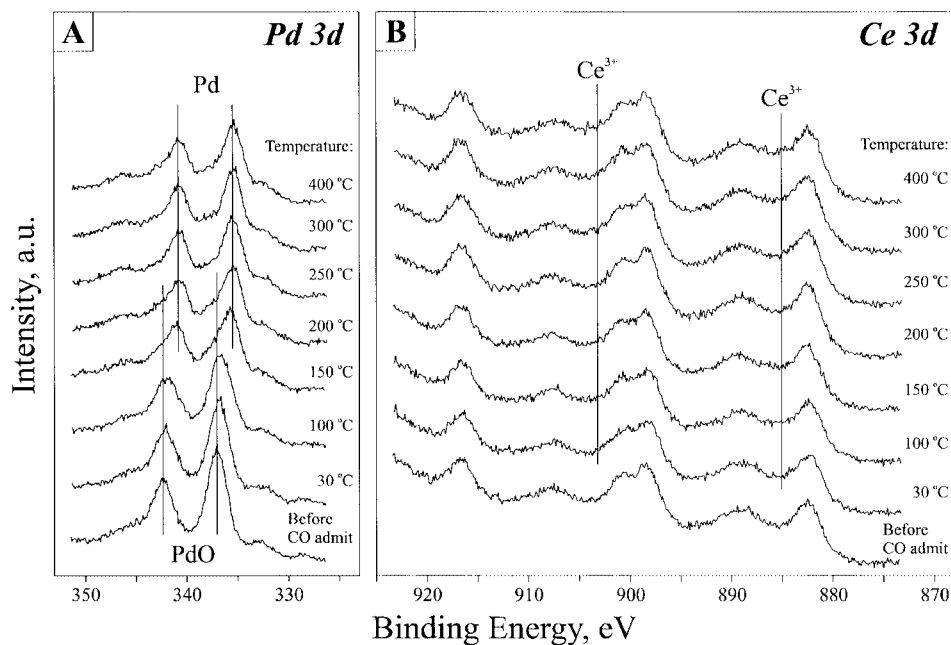 A
Pd 3d
Pd
Temperature:
400 °C
300 °C
250 °C
200 °C
150 °C
100 °C
30 °C
Before
CO admit
PdO
350
340
330
B
Ce 3d
Ce3+
Ce3+
Temperature:
400 °C
300 °C
250 °C
200 °C
150 °C
100 °C
30 °C
Before
CO admit
920
910
900
890
880
870
Intensity, a.u.
Binding Energy, eV